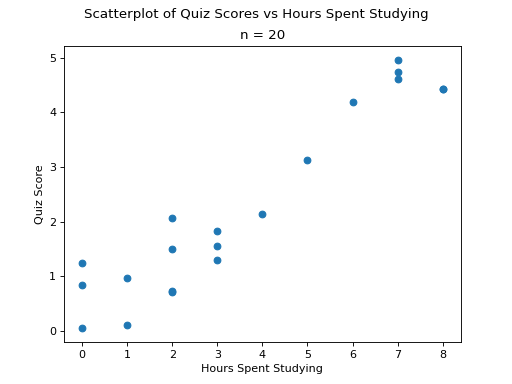 Scatterplot of Quiz Scores vs Hours Spent Studying
n = 20
5
4
3
2
1
0
Quiz Score
0 1 2 3 4 5 6 7 8
Hours Spent Studying